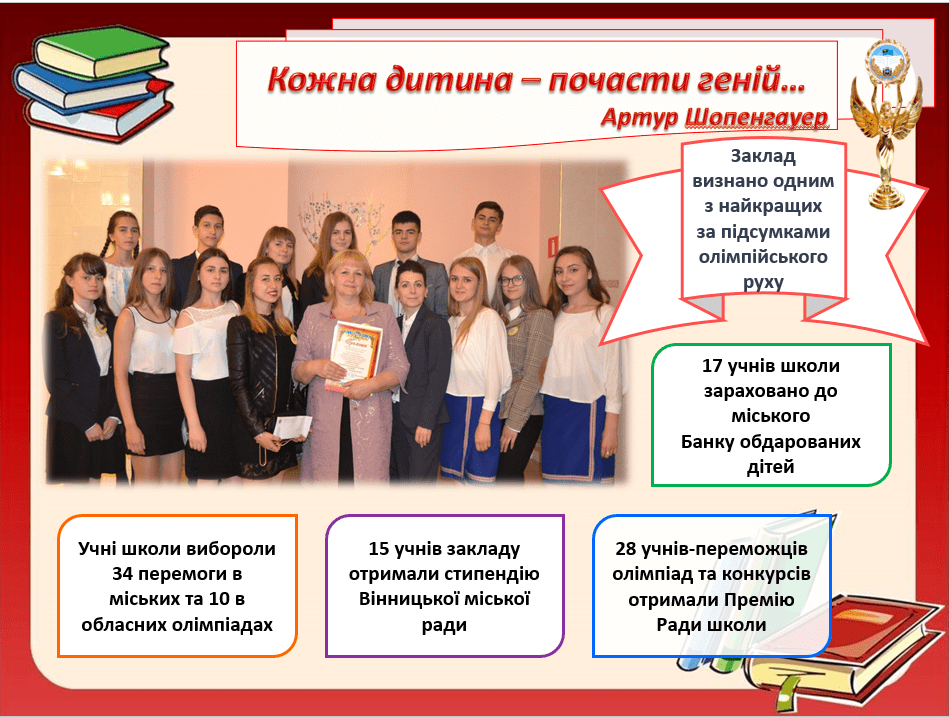 Кожна дитина – почасти геній...
Артур Шопенгауер
Заклад
визнано одним
з найкращих
за підсумками
олімпійського
руху
17 учнів школи
зараховано до
міського
Банку обдарованих
дітей
Учні школи вибороли
34 перемоги в
міських та 10 в
обласних олімпіадах
15 учнів закладу
отримали стипендію
Вінницької міської
ради
28 учнів-переможців
олімпіад та конкурсів
отримали Премію
Ради школи